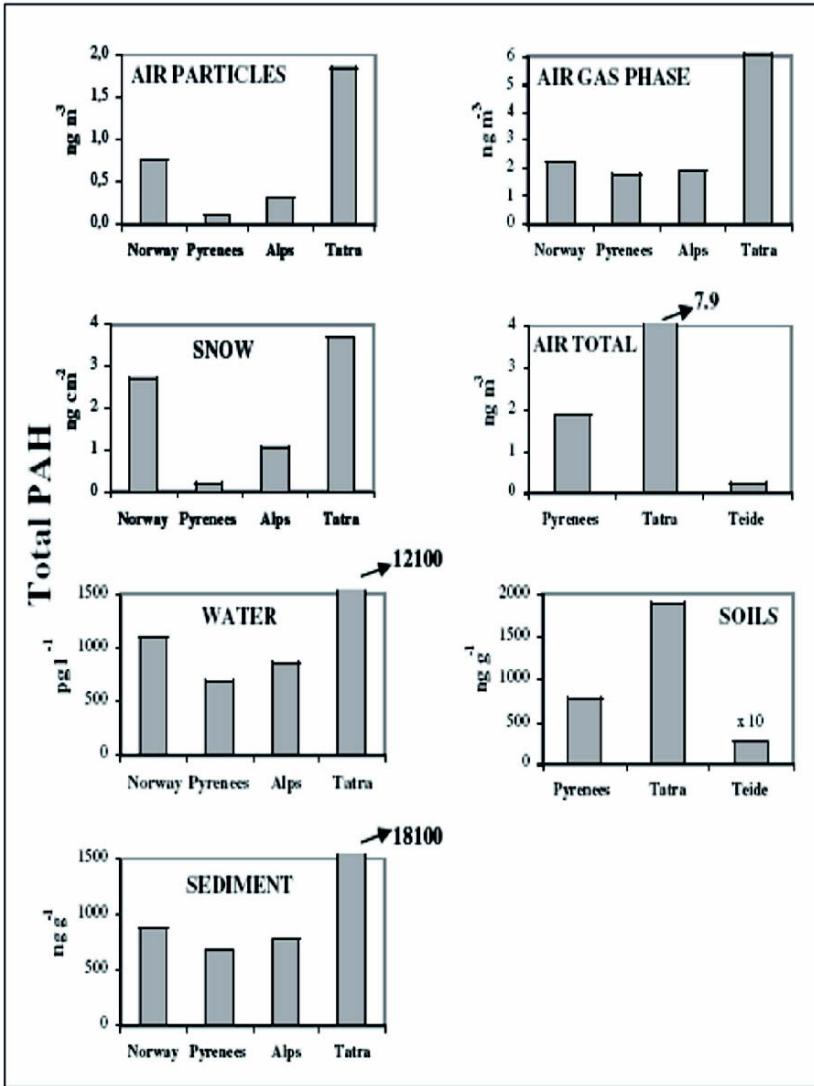 Total PAH
AIR PARTICLES
ng m-3
2,0
1,5
1,0
0,5
0,0
Norway Pyrenees Alps Tatra
AIR GAS PHASE
ng m-3
6
5
4
3
2
1
0
Norway Pyrenees Alps Tatra
SNOW
ng cm-2
4
3
2
1
0
Norway Pyrenees Alps Tatra
7.9
AIR TOTAL
ng m-3
4
3
2
1
0
Pyrenees Tatra Teide
12100
WATER
pg l-1
1500
1000
500
0
Norway Pyrenees Alps Tatra
SOILS
ng g-1
2000
1500
1000
500
0
x 10
Pyrenees Tatra Teide
18100
SEDIMENT
ng g-1
1500
1000
500
0
Norway Pyrenees Alps Tatra